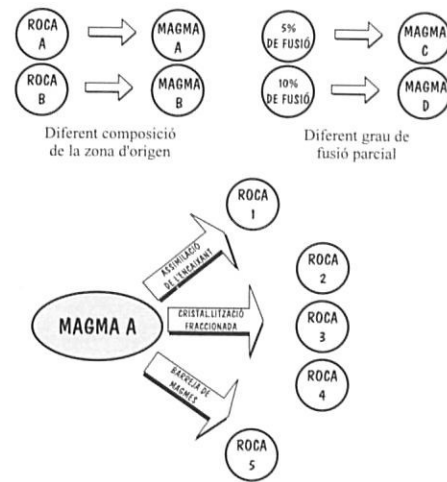 ROCA
A
MAGMA
A
ROCA
B
MAGMA
B
Diferent composició
de la zona d'origen
5%
DE FUSIÓ
MAGMA
C
10%
DE FUSIÓ
MAGMA
D
Diferent grau de
fusió parcial
MAGMA A
ASSIMILACIÓ
DE L'ENCAIXANT
ROCA
1
CRISTAL.LITZACIÓ
FRACCIONADA
ROCA
2
ROCA
3
ROCA
4
BARREJA DE
MAGMES
ROCA
5